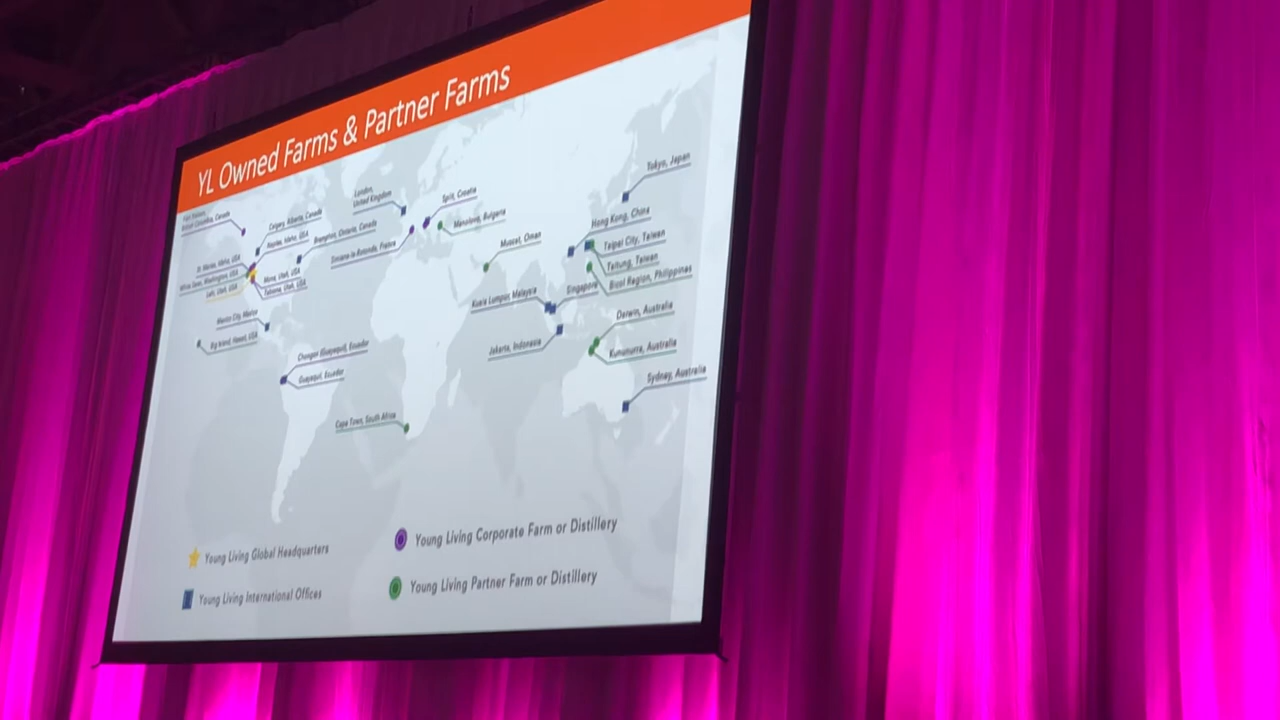 YL Owned Farms & Partner Farms
Tokyo, Japan
London,
United Kingdom
Split, Croatia
Calgary, Alberta, Canada
British Columbia, Canada
Hong Kong, China
Brampton, Ontario, Canada
Bulgaria
Naples, Idaho, USA
Simiane-la-Rotonde, France
Muscat, Oman
Taipei City, Taiwan
Taitung, Taiwan
St. Maries, Idaho, USA
Bicol Region, Philippines
Mona, Utah, USA
Singapore
Kuala Lumpur, Malaysia
Lehi, Utah, USA
Utah, USA
Darwin, Australia
Mexico City, Mexico
Big Island, Hawaii, USA
Jakarta, Indonesia
Kununurra, Australia
Chongon (Guayaquil), Ecuador
Guayaquil, Ecuador
Sydney, Australia
Cape Town, South Africa
Young Living Global Headquarters
Young Living Corporate Farm or Distillery
Young Living International Offices
Young Living Partner Farm or Distillery